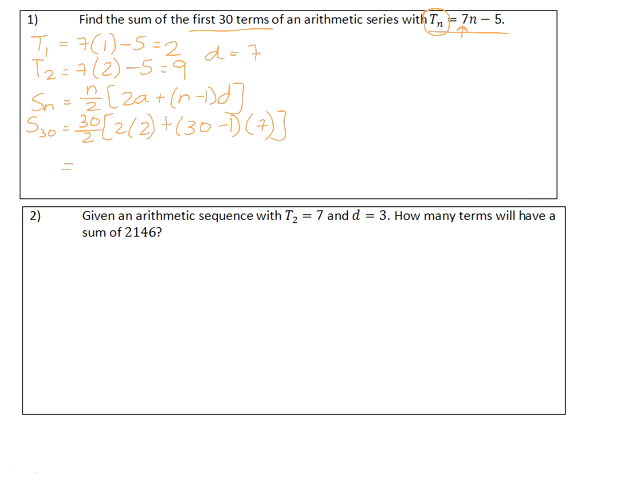 1) Find the sum of the first 30 terms of an arithmetic series with Tₙ = 7n − 5.
T₁ = 7(1) − 5 = 2 d = 7
T₂ = 7(2) − 5 = 9
Sₙ = n/2 [2a + (n − 1)d]
S₃₀ = 30/2 [2(2) + (30 − 1)(7)]
=
2) Given an arithmetic sequence with T₂ = 7 and d = 3. How many terms will have a
sum of 2146?